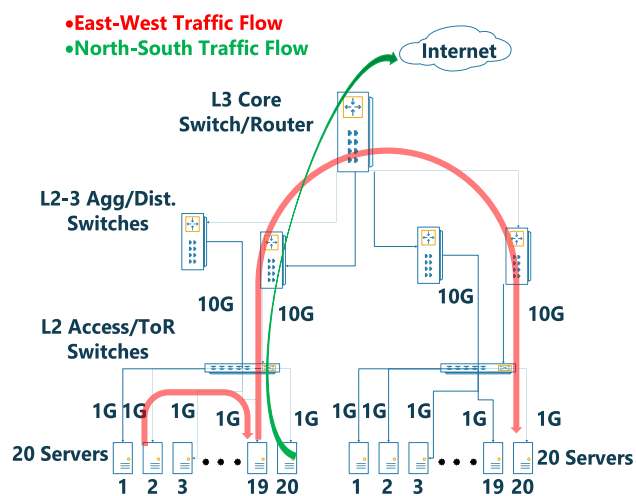 •East-West Traffic Flow
•North-South Traffic Flow
Internet
L3 Core
Switch/Router
L2-3 Agg/Dist.
Switches
10G
10G
10G
10G
L2 Access/ToR
Switches
1G
1G
1G
1G
1G
1G
1G
1G
1G
1G
20 Servers
20 Servers
1
2
3
19
20
1
2
3
19
20